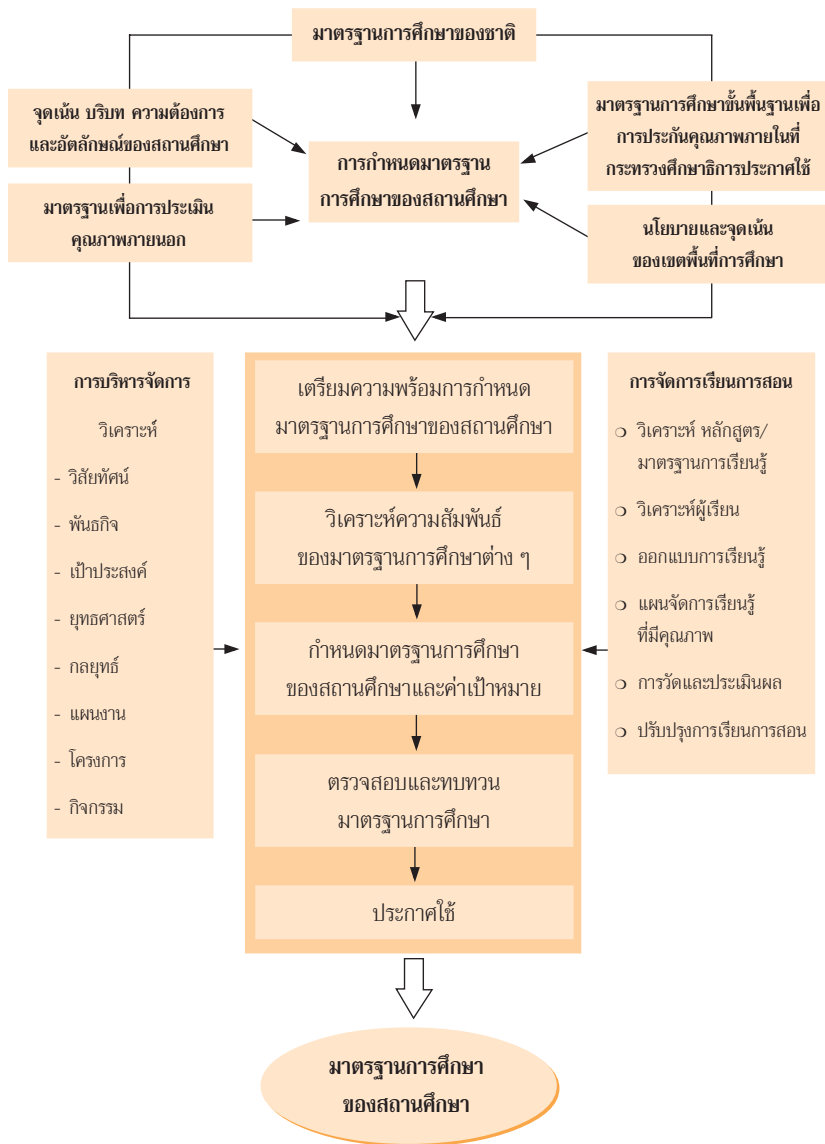 มาตรฐานการศึกษาของชาติ
จุดเน้น บริบท ความต้องการ
และอัตลักษณ์ของสถานศึกษา
มาตรฐานการศึกษาขั้นพื้นฐานเพื่อ
การประกันคุณภาพภายในที่
กระทรวงศึกษาธิการประกาศใช้
การกำหนดมาตรฐาน
การศึกษาของสถานศึกษา
มาตรฐานเพื่อการประเมิน
คุณภาพภายนอก
นโยบายและจุดเน้น
ของเขตพื้นที่การศึกษา
การบริหารจัดการ
วิเคราะห์
- วิสัยทัศน์
- พันธกิจ
- เป้าประสงค์
- ยุทธศาสตร์
- กลยุทธ์
- แผนงาน
- โครงการ
- กิจกรรม
เตรียมความพร้อมการกำหนด
มาตรฐานการศึกษาของสถานศึกษา
วิเคราะห์ความสัมพันธ์
ของมาตรฐานการศึกษาต่าง ๆ
กำหนดมาตรฐานการศึกษา
ของสถานศึกษาและค่าเป้าหมาย
ตรวจสอบและทบทวน
มาตรฐานการศึกษา
ประกาศใช้
การจัดการเรียนการสอน
❍ วิเคราะห์ หลักสูตร/
มาตรฐานการเรียนรู้
❍ วิเคราะห์ผู้เรียน
❍ ออกแบบการเรียนรู้
❍ แผนจัดการเรียนรู้
ที่มีคุณภาพ
❍ การวัดและประเมินผล
❍ ปรับปรุงการเรียนการสอน
มาตรฐานการศึกษา
ของสถานศึกษา